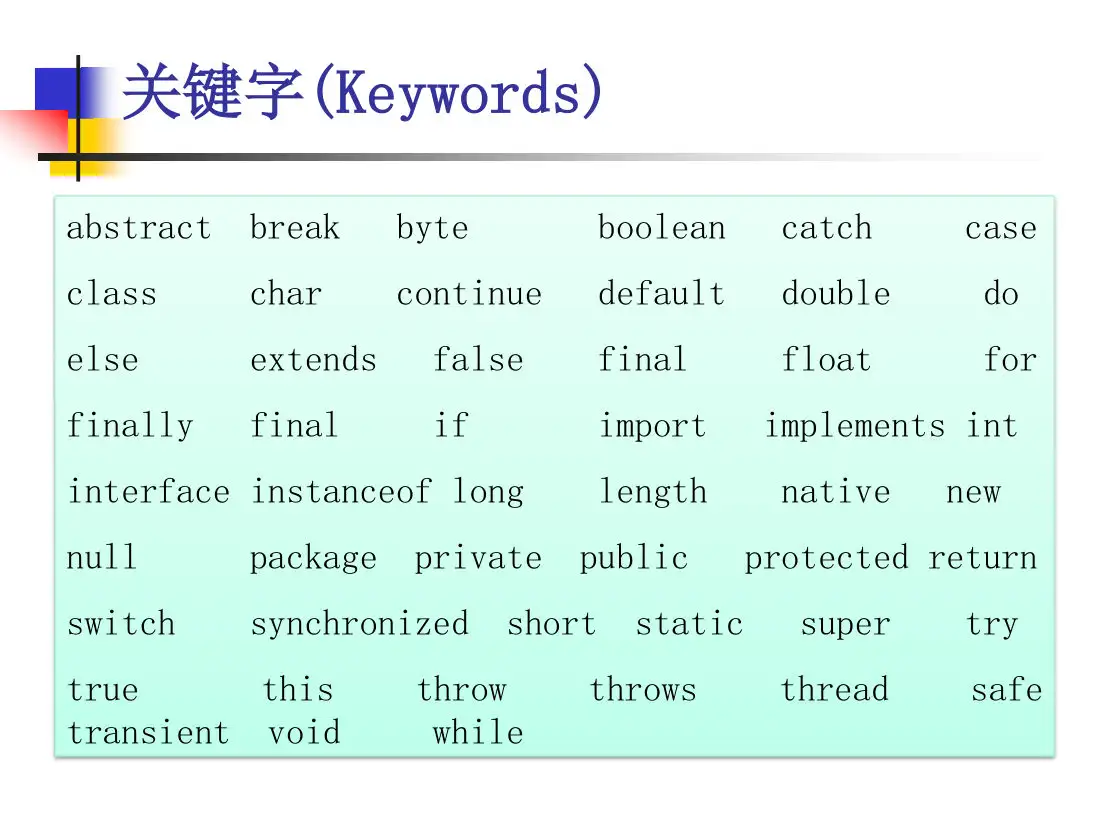 关键字(Keywords)
abstract break byte boolean catch case
class char continue default double do
else extends false final float for
finally final if import implements int
interface instanceof long length native new
null package private public protected return
switch synchronized short static super try
true this throw throws thread safe
transient void while